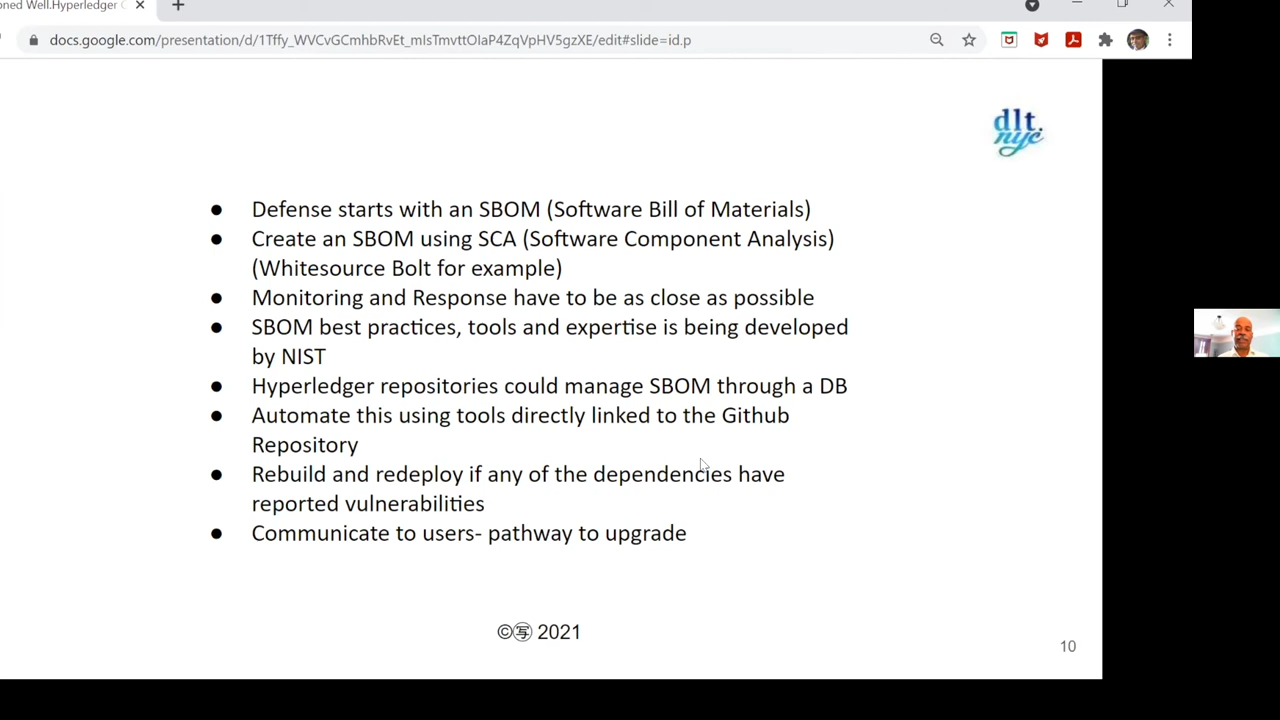 oned Well.Hyperledger
docs.google.com/presentation/d/1Tffy_WVCvGCmhbRvEt_mIsTmvttOIaP4ZqVpHV5gzXE/edit#slide=id.p
dlt.
nyc
● Defense starts with an SBOM (Software Bill of Materials)
● Create an SBOM using SCA (Software Component Analysis)
(Whitesource Bolt for example)
● Monitoring and Response have to be as close as possible
● SBOM best practices, tools and expertise is being developed
by NIST
● Hyperledger repositories could manage SBOM through a DB
● Automate this using tools directly linked to the Github
Repository
● Rebuild and redeploy if any of the dependencies have
reported vulnerabilities
● Communicate to users- pathway to upgrade
©㊢ 2021
10